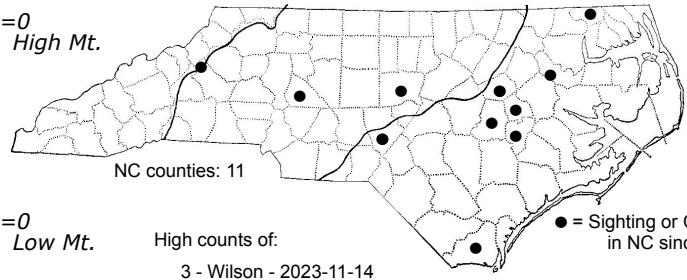 =0
High Mt.
NC counties: 11
=0
Low Mt.
High counts of:
3 - Wilson - 2023-11-14
● = Sighting or
in NC